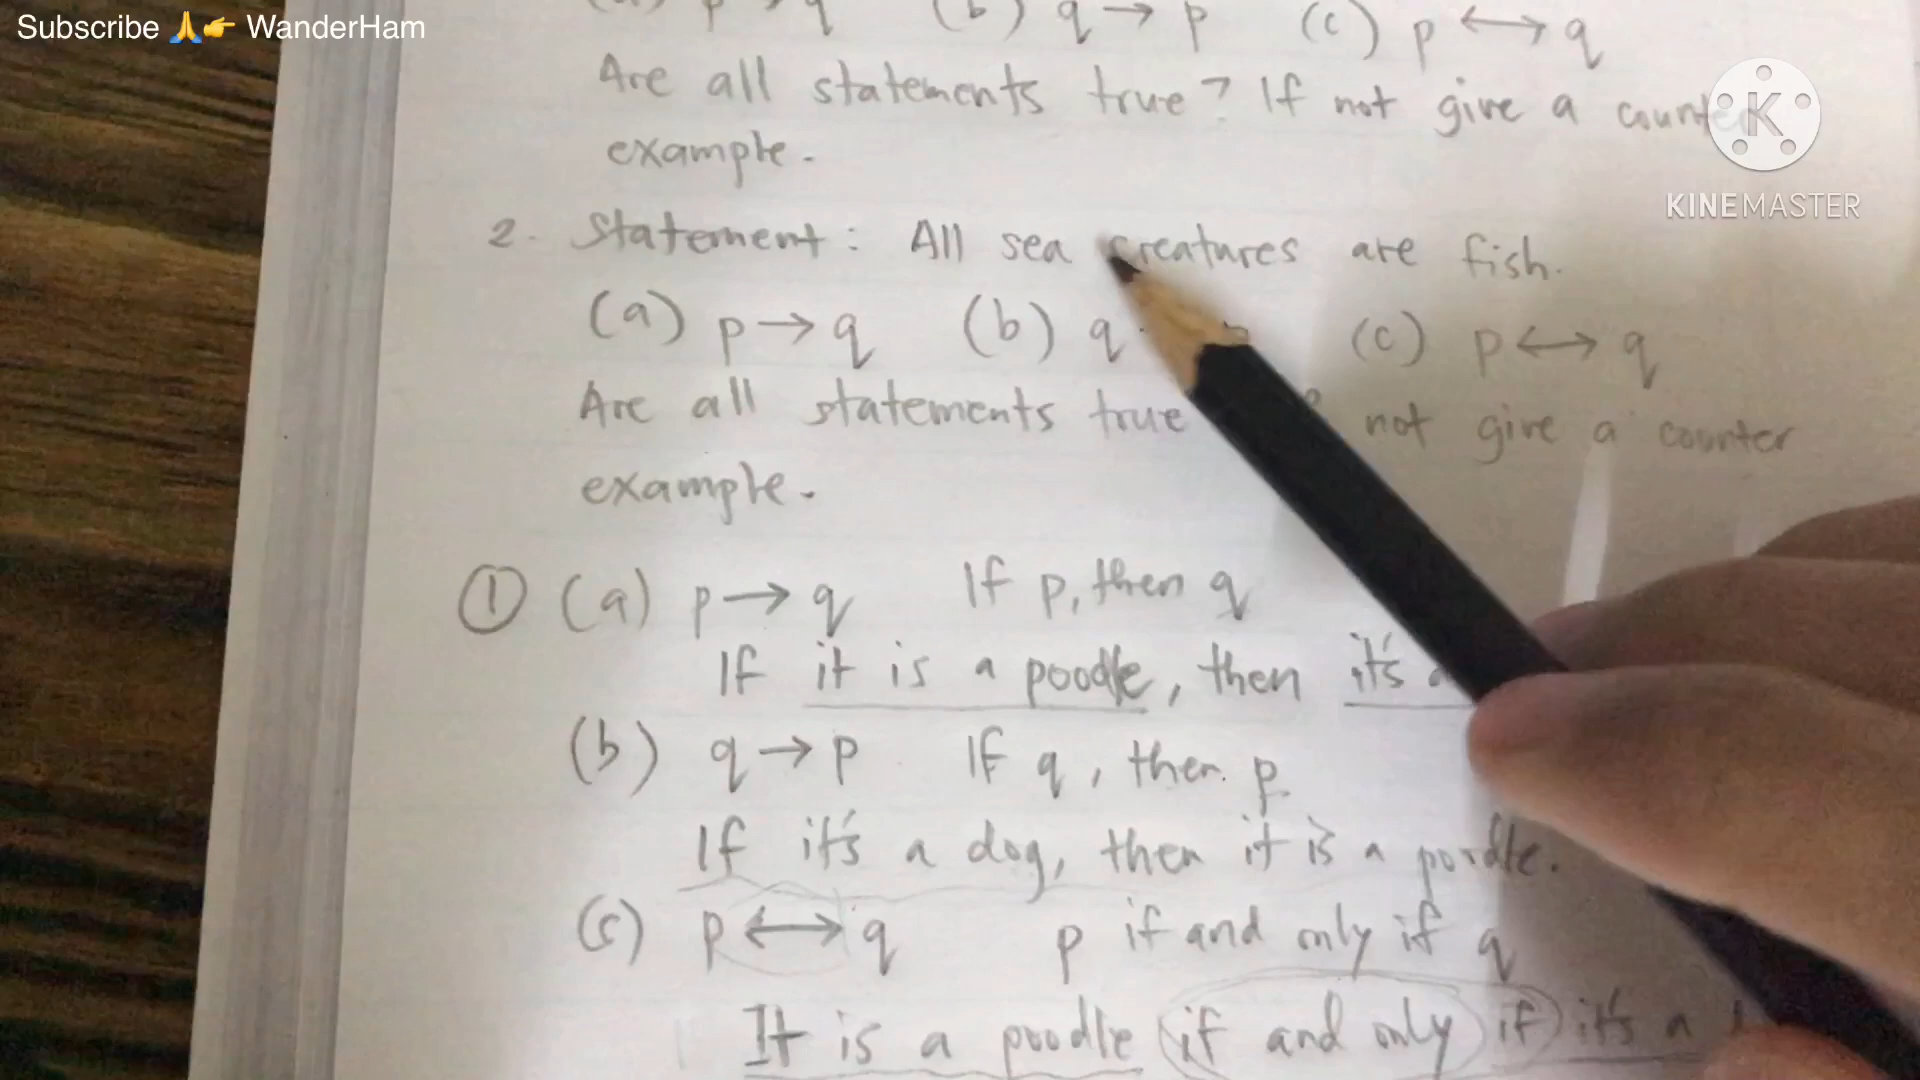 Subscribe 🙏👉 WanderHam
(a) p → q (b) q → p (c) p ↔ q
Are all statements true? If not give a
example.
KINEMASTER
2. Statement: All sea creatures are fish.
(a) p → q (b) q (c) p ↔ q
Are all statements true not give a counter
example.
① (a) p → q If p, then q
If it is a poodle, then it's
(b) q → p If q, then p
If it's a dog, then it is a poodle.
(c) p ↔ q p if and only if q
It is a poodle if and only if it's a